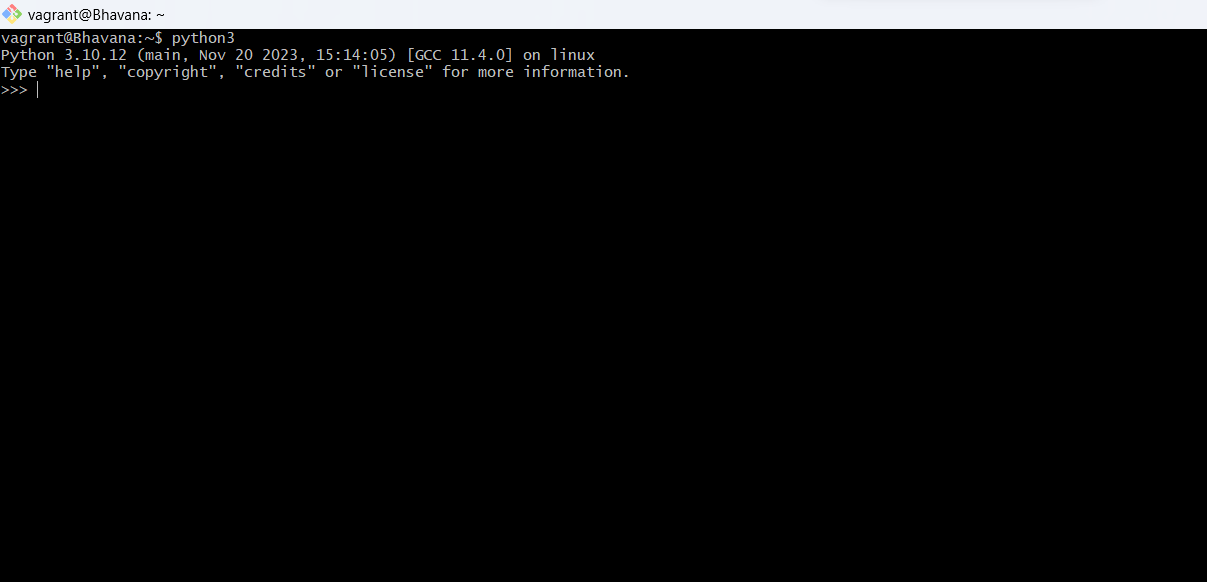 vagrant@Bhavana: ~
vagrant@Bhavana:~$ python3
Python 3.10.12 (main, Nov 20 2023, 15:14:05) [GCC 11.4.0] on linux
Type "help", "copyright", "credits" or "license" for more information.
>>>